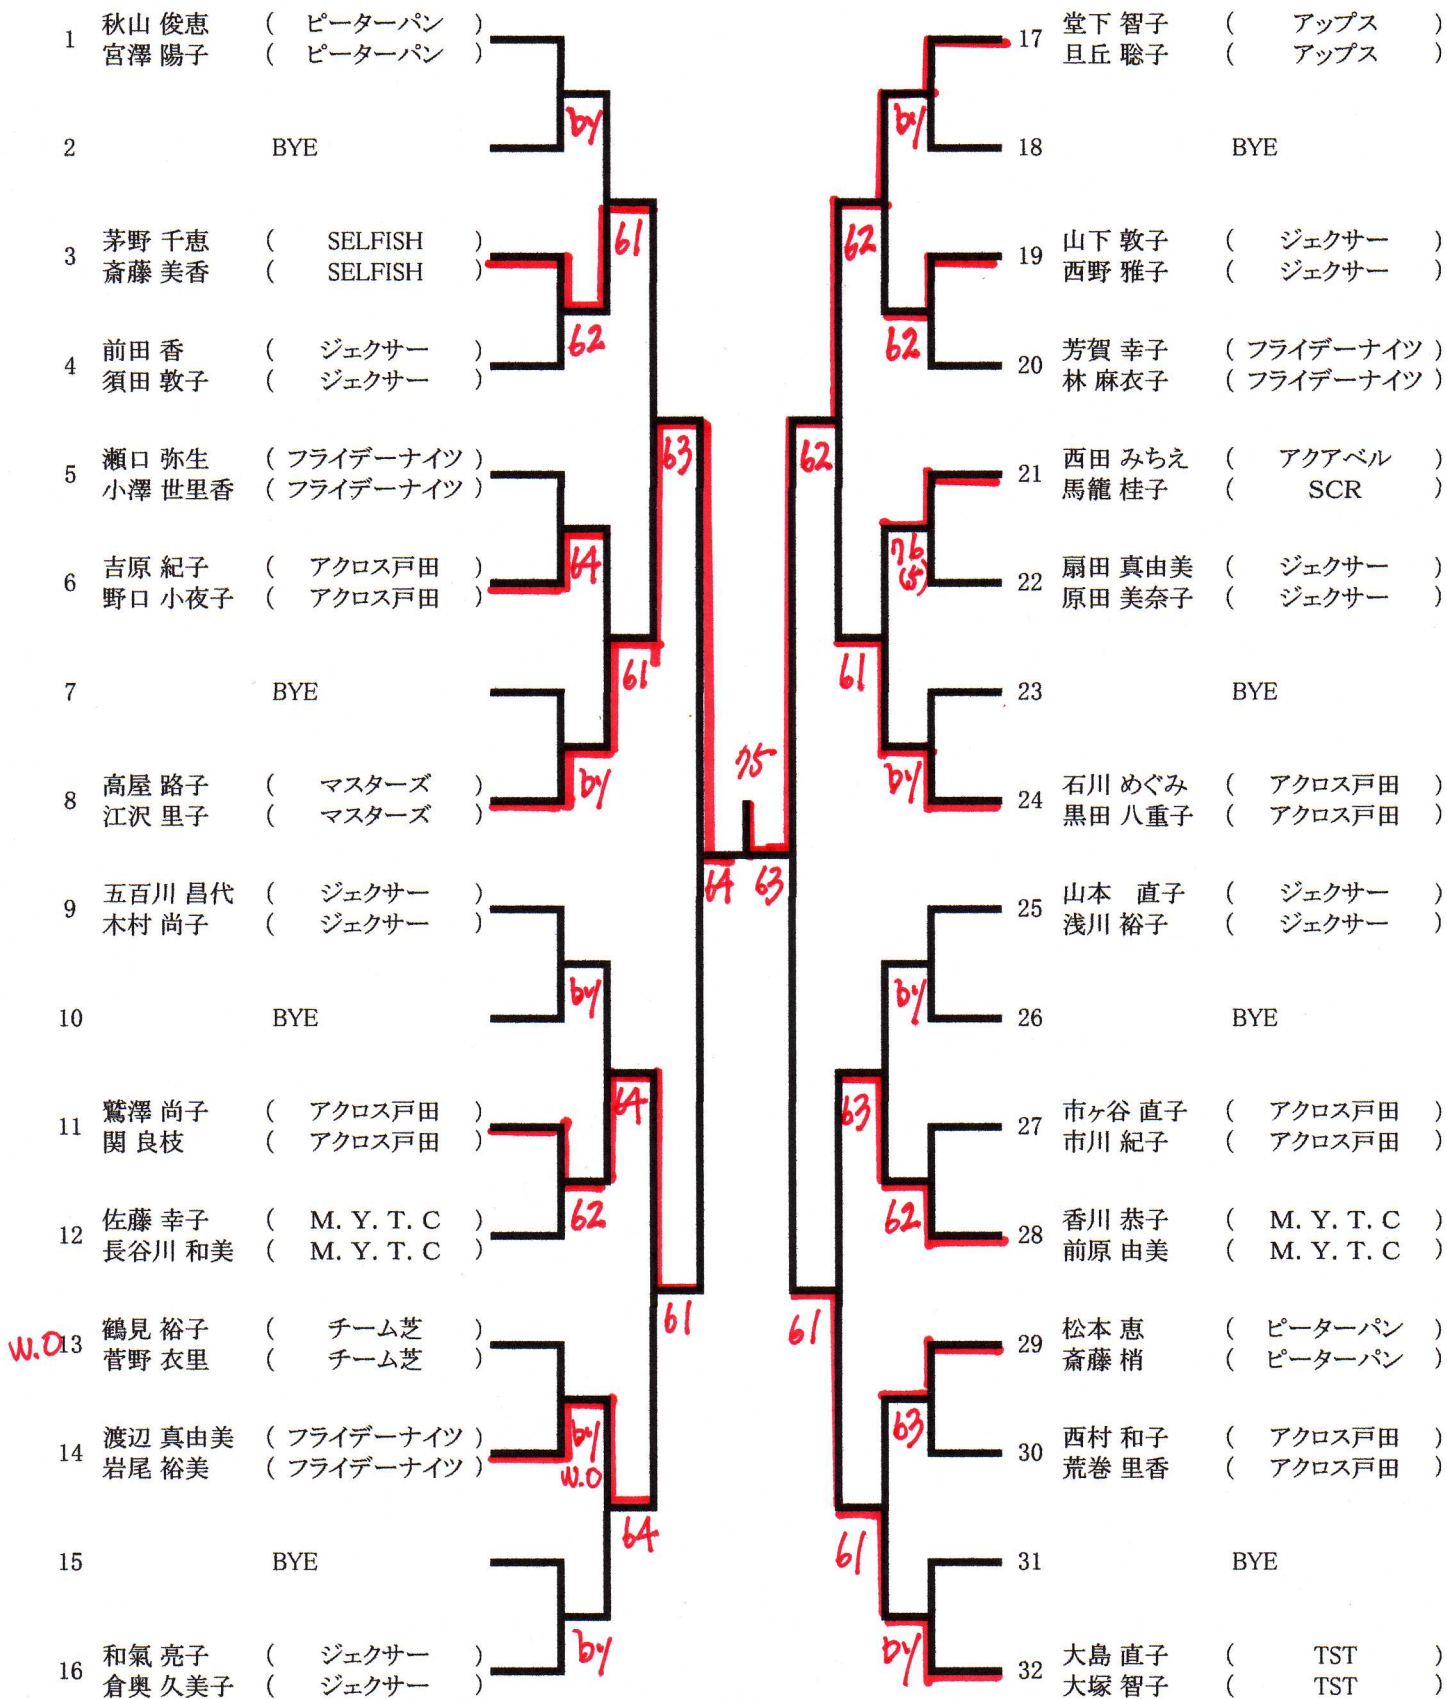 1 秋山 俊恵 ( ピーターパン )
宮澤 陽子 ( ピーターパン )
by
2 BYE
61
3 茅野 千恵 ( SELFISH )
斎藤 美香 ( SELFISH )
62
4 前田 香 ( ジェクサー )
須田 敦子 ( ジェクサー )
63
5 瀬口 弥生 ( フライデーナイツ )
小澤 世里香 ( フライデーナイツ )
64
6 吉原 紀子 ( アクロス戸田 )
野口 小夜子 ( アクロス戸田 )
61
7 BYE
by
8 高屋 路子 ( マスターズ )
江沢 里子 ( マスターズ )
64
9 五百川 昌代 ( ジェクサー )
木村 尚子 ( ジェクサー )
by
10 BYE
64
11 鷲澤 尚子 ( アクロス戸田 )
関 良枝 ( アクロス戸田 )
62
12 佐藤 幸子 ( M. Y. T. C )
長谷川 和美 ( M. Y. T. C )
61
W.O
13 鶴見 裕子 ( チーム芝 )
菅野 衣里 ( チーム芝 )
by
W.O
14 渡辺 真由美 ( フライデーナイツ )
岩尾 裕美 ( フライデーナイツ )
64
15 BYE
by
16 和氣 亮子 ( ジェクサー )
倉奥 久美子 ( ジェクサー )
75
17 堂下 智子 ( アップス )
旦丘 聡子 ( アップス )
by
18 BYE
62
19 山下 敦子 ( ジェクサー )
西野 雅子 ( ジェクサー )
62
20 芳賀 幸子 ( フライデーナイツ )
林 麻衣子 ( フライデーナイツ )
62
21 西田 みちえ ( アクアベル )
馬籠 桂子 ( SCR )
76
(5)
22 扇田 真由美 ( ジェクサー )
原田 美奈子 ( ジェクサー )
61
23 BYE
by
24 石川 めぐみ ( アクロス戸田 )
黒田 八重子 ( アクロス戸田 )
63
25 山本 直子 ( ジェクサー )
浅川 裕子 ( ジェクサー )
by
26 BYE
63
27 市ヶ谷 直子 ( アクロス戸田 )
市川 紀子 ( アクロス戸田 )
62
28 香川 恭子 ( M. Y. T. C )
前原 由美 ( M. Y. T. C )
61
29 松本 恵 ( ピーターパン )
斎藤 梢 ( ピーターパン )
63
30 西村 和子 ( アクロス戸田 )
荒巻 里香 ( アクロス戸田 )
61
31 BYE
by
32 大島 直子 ( TST )
大塚 智子 ( TST )